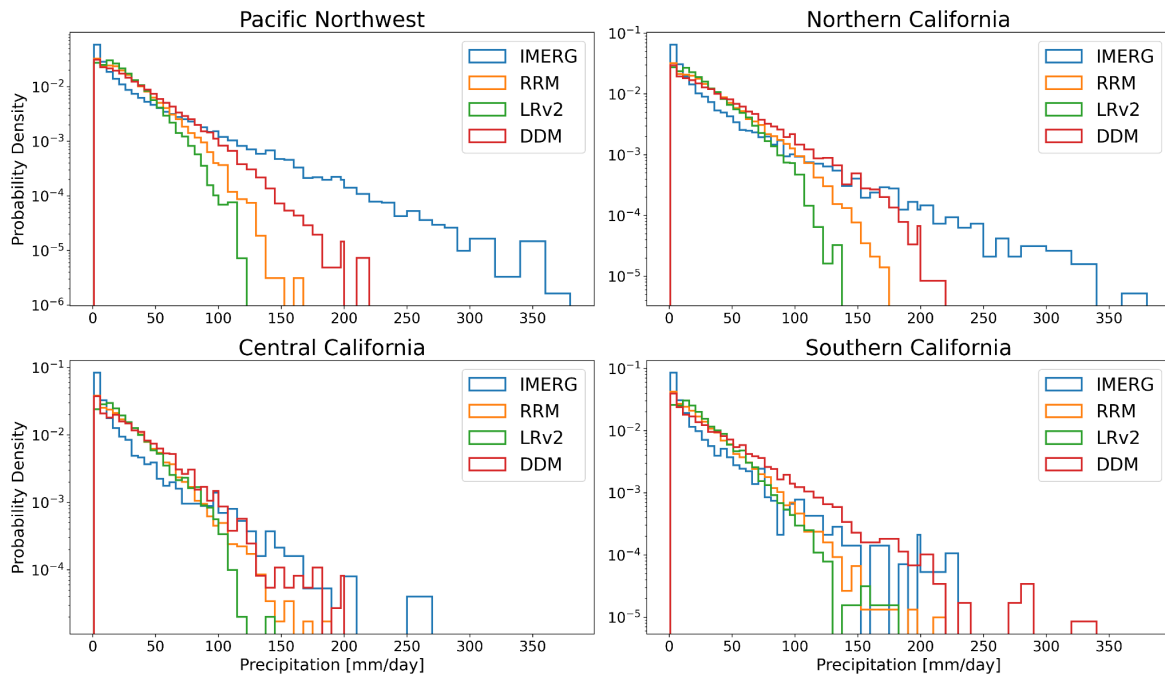 Pacific Northwest
Probability Density
10⁻²
10⁻³
10⁻⁴
10⁻⁵
10⁻⁶
0 50 100 150 200 250 300 350
IMERG
RRM
LRv2
DDM
Northern California
10⁻¹
10⁻²
10⁻³
10⁻⁴
10⁻⁵
0 50 100 150 200 250 300 350
IMERG
RRM
LRv2
DDM
Central California
Probability Density
10⁻¹
10⁻²
10⁻³
10⁻⁴
0 50 100 150 200 250 300 350
Precipitation [mm/day]
IMERG
RRM
LRv2
DDM
Southern California
10⁻¹
10⁻²
10⁻³
10⁻⁴
10⁻⁵
0 50 100 150 200 250 300 350
Precipitation [mm/day]
IMERG
RRM
LRv2
DDM